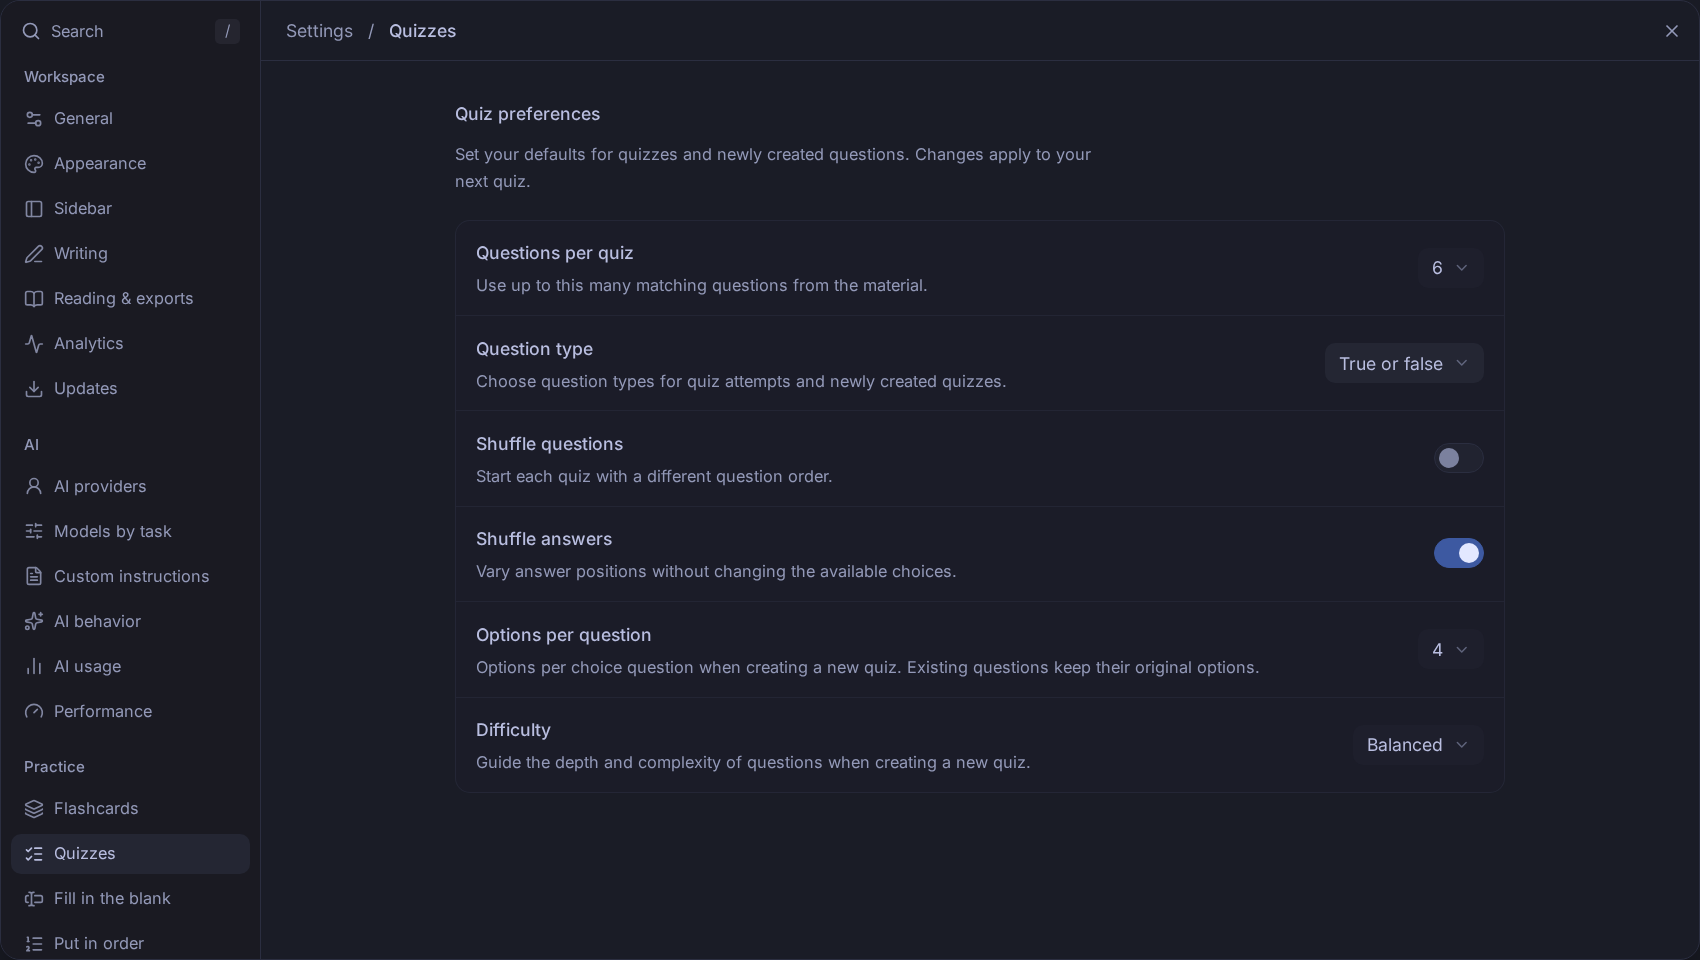 Search /
Workspace
General
Appearance
Sidebar
Writing
Reading & exports
Analytics
Updates
AI
AI providers
Models by task
Custom instructions
AI behavior
AI usage
Performance
Practice
Flashcards
Quizzes
Fill in the blank
Put in order
Settings / Quizzes
Quiz preferences
Set your defaults for quizzes and newly created questions. Changes apply to your
next quiz.
Questions per quiz
Use up to this many matching questions from the material.
6
Question type
Choose question types for quiz attempts and newly created quizzes.
True or false
Shuffle questions
Start each quiz with a different question order.
Shuffle answers
Vary answer positions without changing the available choices.
Options per question
Options per choice question when creating a new quiz. Existing questions keep their original options.
4
Difficulty
Guide the depth and complexity of questions when creating a new quiz.
Balanced